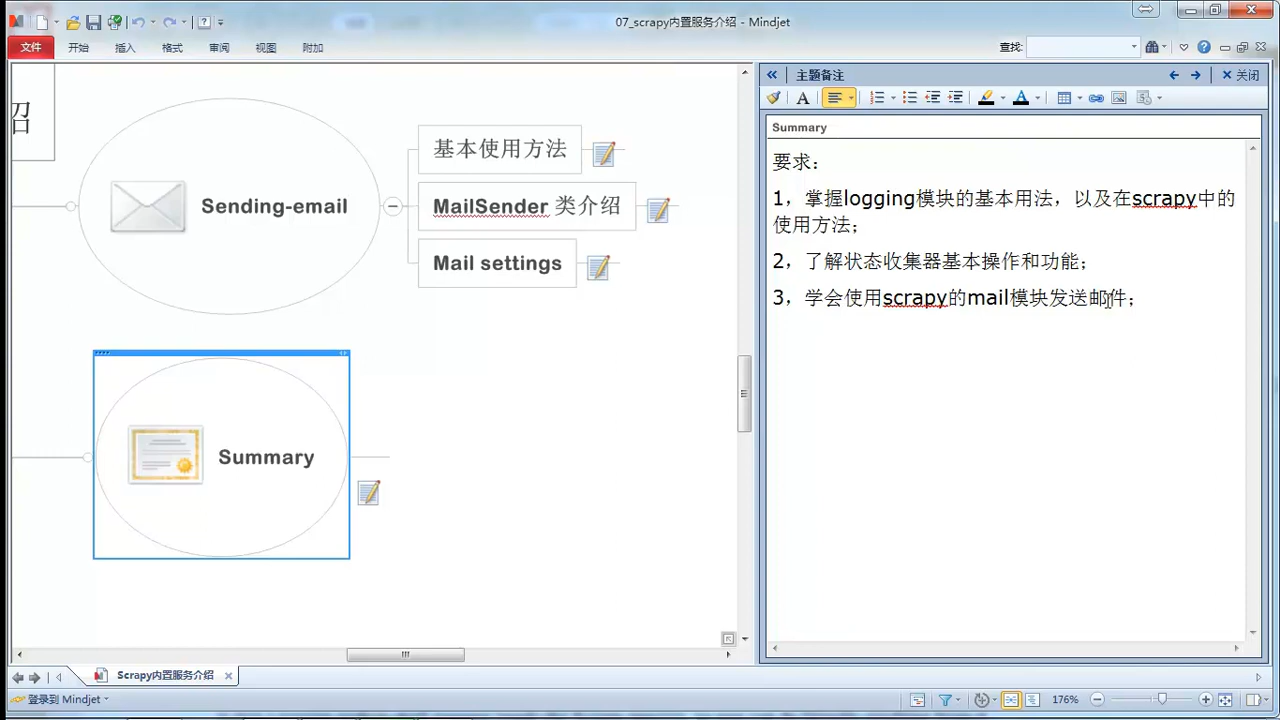 07_scrapy内置服务介绍 - Mindjet
文件
开始
插入
格式
审阅
视图
附加
查找:
Sending-email
基本使用方法
MailSender 类介绍
Mail settings
Summary
主题备注
关闭
Summary
要求：
1，掌握logging模块的基本用法，以及在scrapy中的
使用方法；
2，了解状态收集器基本操作和功能；
3，学会使用scrapy的mail模块发送邮件；
Scrapy内置服务介绍
登录到 Mindjet
176%